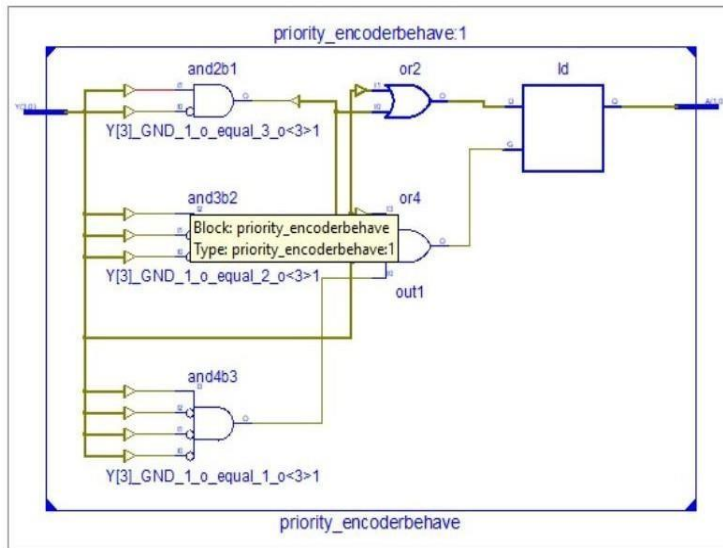 priority_encoderbehave:1
and2b1
or2
ld
Y[3]_GND_1_o_equal_3_o<3>1
and3b2
or4
Block: priority_encoderbehave
Type: priority_encoderbehave:1
Y[3]_GND_1_o_equal_2_o<3>1
out1
and4b3
Y[3]_GND_1_o_equal_1_o<3>1
priority_encoderbehave